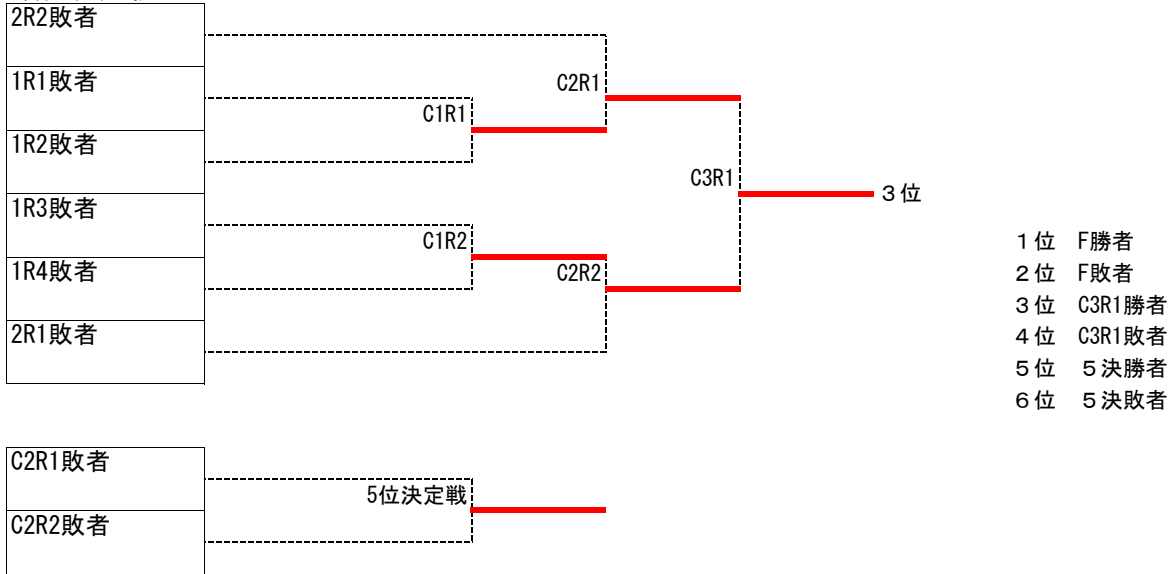 2R2敗者
1R1敗者
C2R1
C1R1
1R2敗者
C3R1
３位
1R3敗者
C1R2
1R4敗者
C2R2
2R1敗者
１位 F勝者
２位 F敗者
３位 C3R1勝者
４位 C3R1敗者
５位 ５決勝者
６位 ５決敗者
C2R1敗者
5位決定戦
C2R2敗者